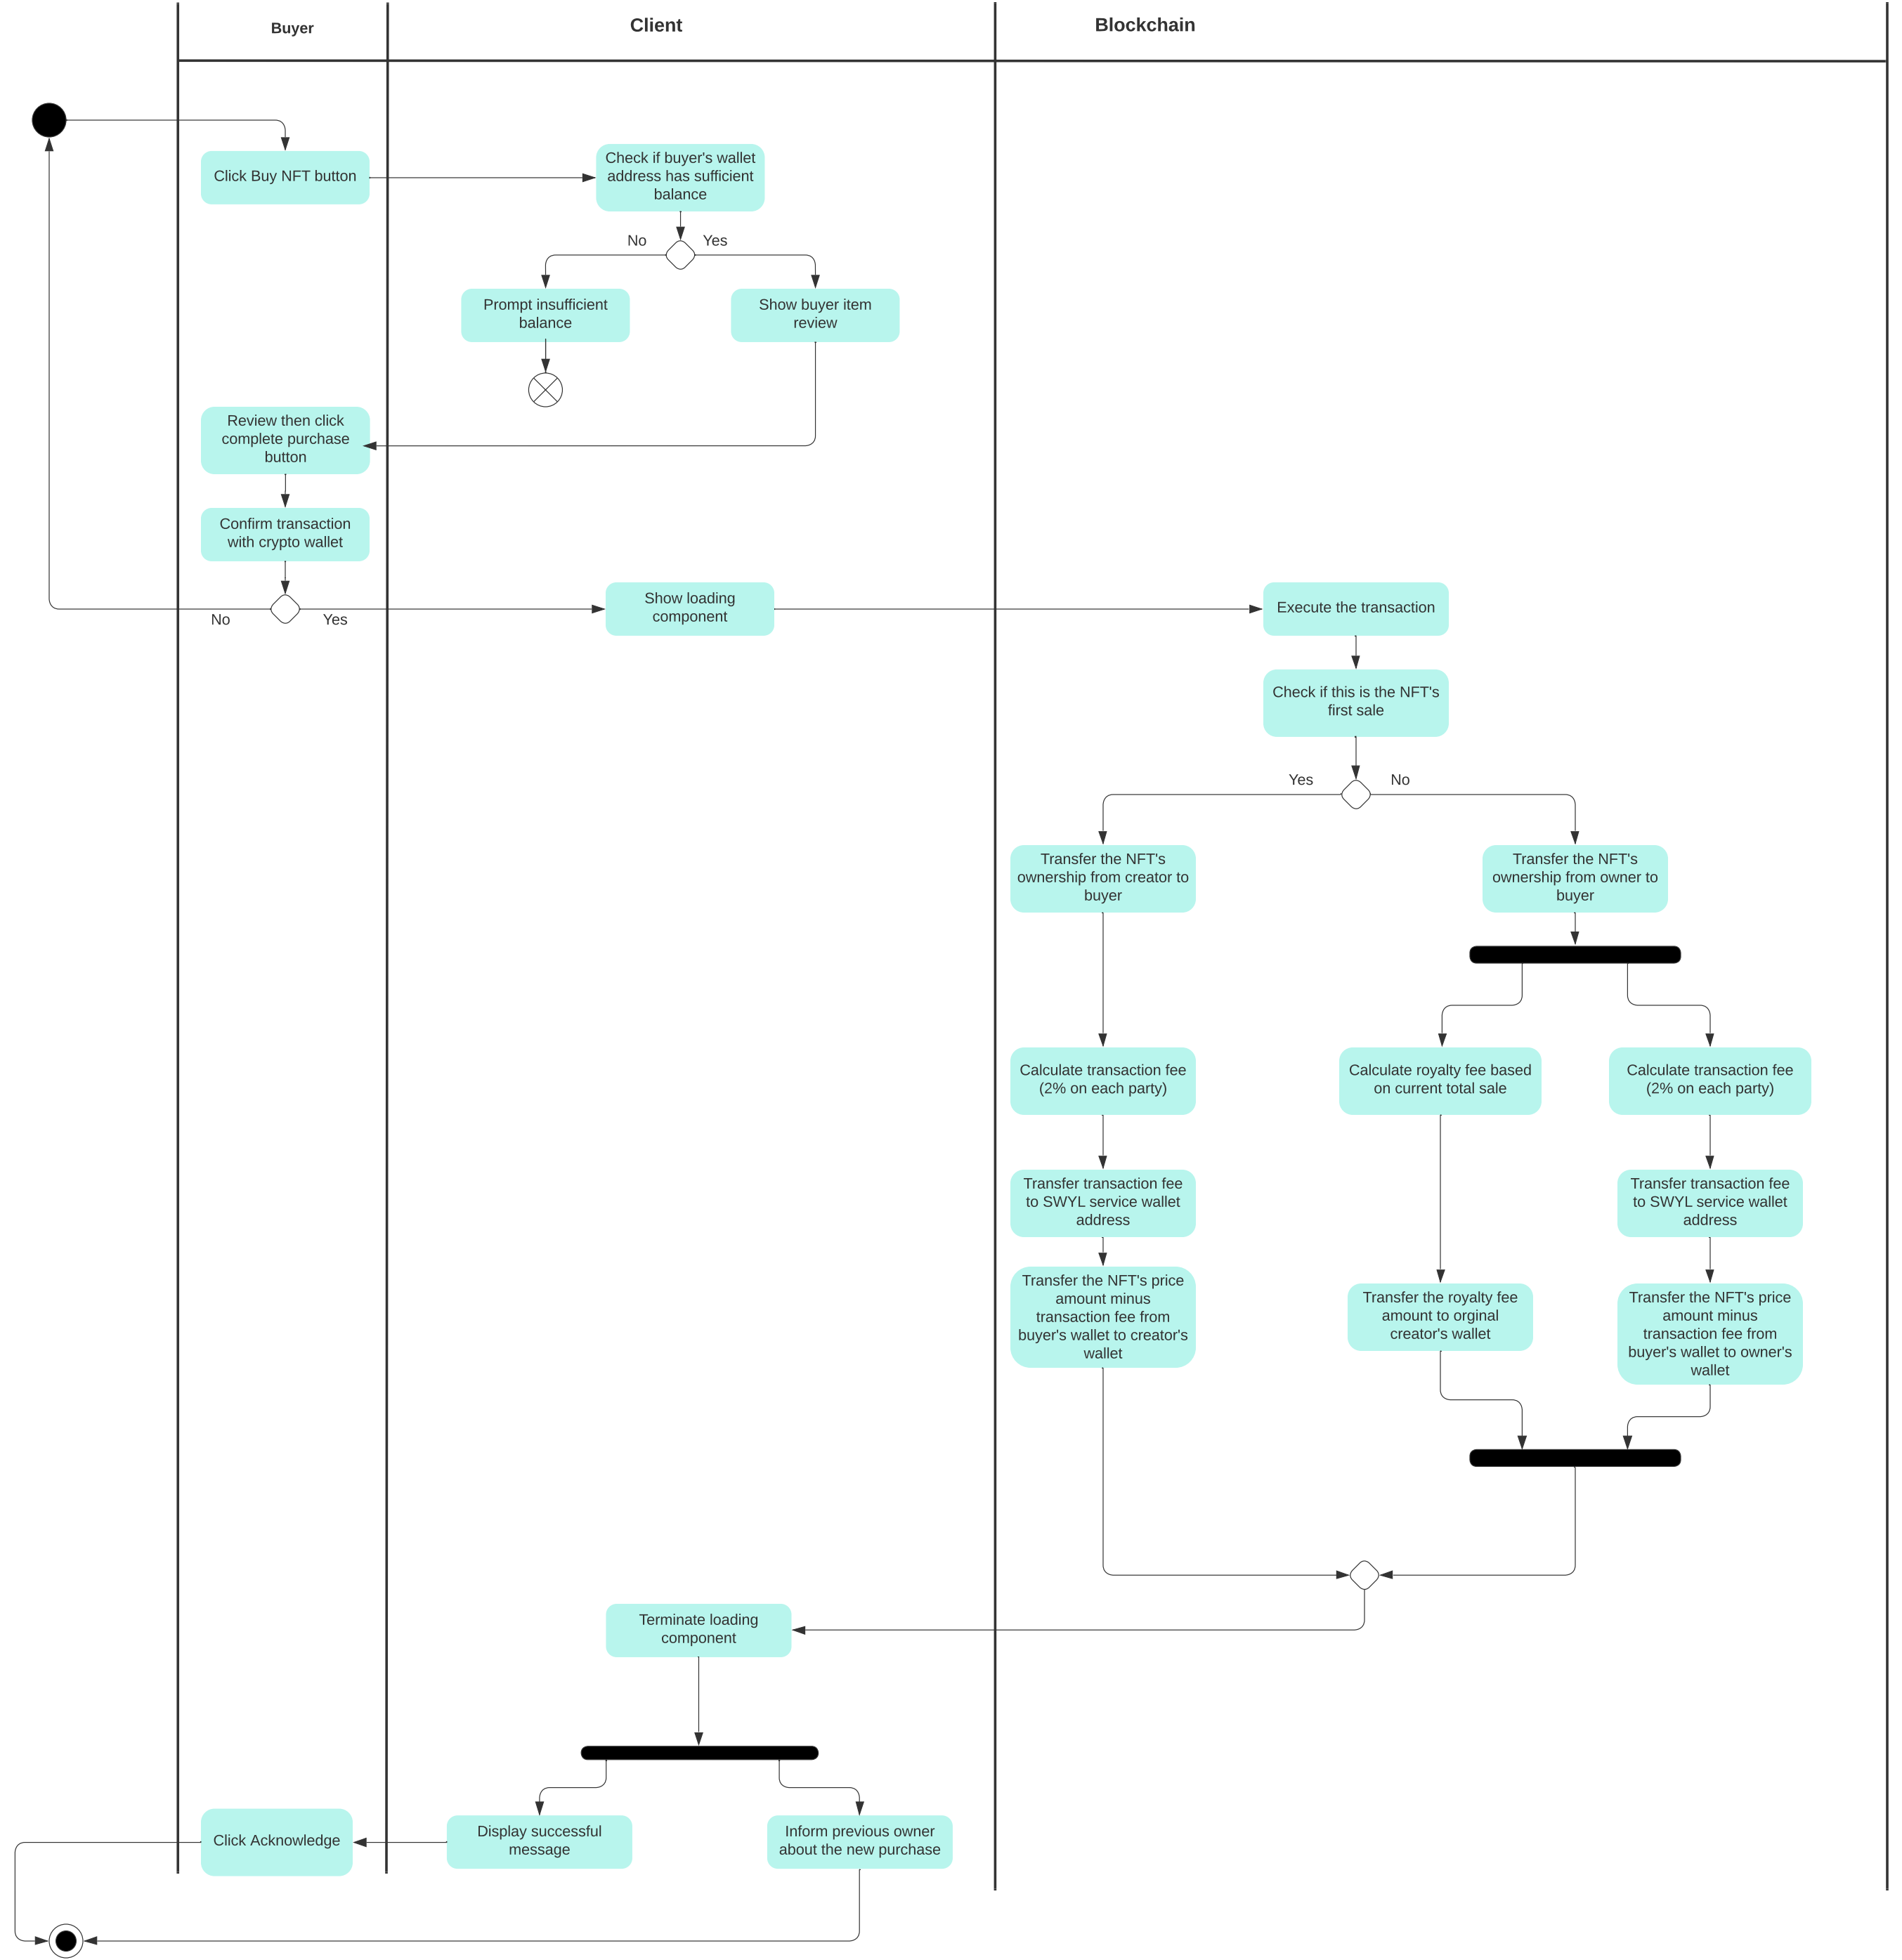 Buyer
Client
Blockchain
Click Buy NFT button
Check if buyer's wallet
address has sufficient
balance
No
Yes
Prompt insufficient
balance
Show buyer item
review
Review then click
complete purchase
button
Confirm transaction
with crypto wallet
No
Yes
Show loading
component
Execute the transaction
Check if this is the NFT's
first sale
Yes
No
Transfer the NFT's
ownership from creator to
buyer
Transfer the NFT's
ownership from owner to
buyer
Calculate transaction fee
(2% on each party)
Calculate royalty fee based
on current total sale
Calculate transaction fee
(2% on each party)
Transfer transaction fee
to SWYL service wallet
address
Transfer transaction fee
to SWYL service wallet
address
Transfer the NFT's price
amount minus
transaction fee from
buyer's wallet to creator's
wallet
Transfer the royalty fee
amount to orginal
creator's wallet
Transfer the NFT's price
amount minus
transaction fee from
buyer's wallet to owner's
wallet
Terminate loading
component
Click Acknowledge
Display successful
message
Inform previous owner
about the new purchase